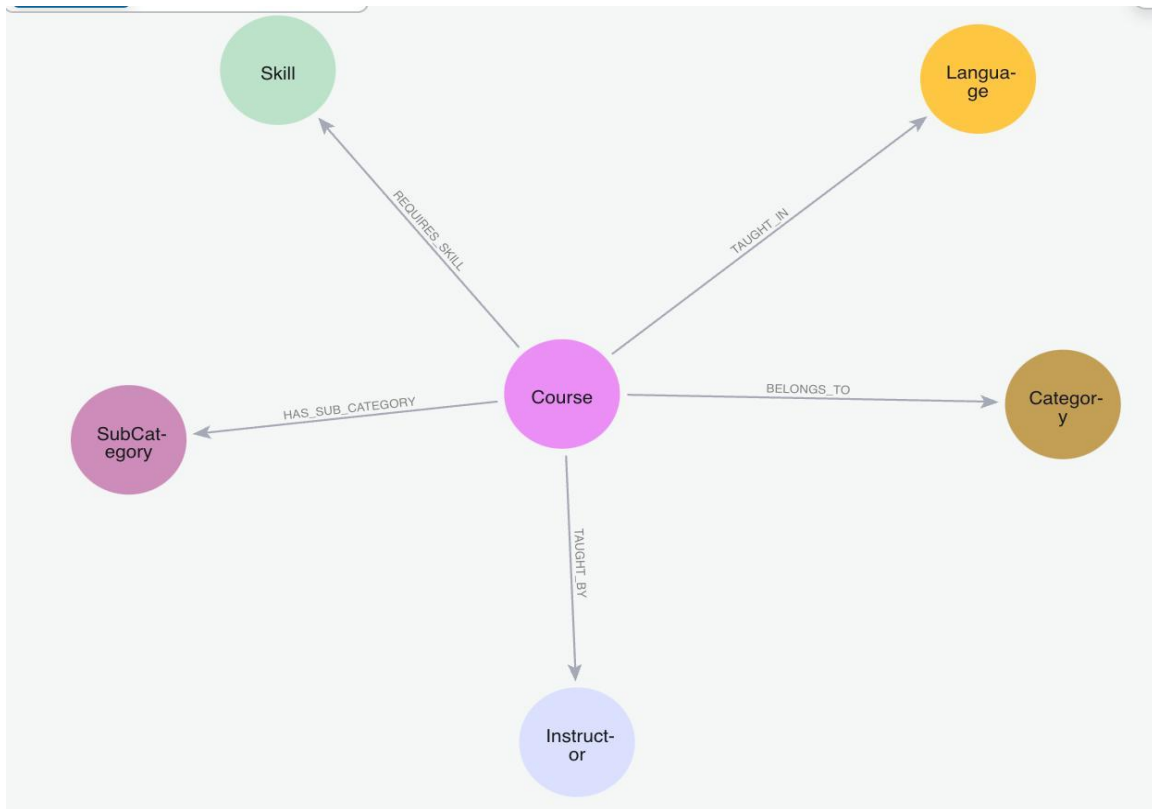 Skill
Langua-
ge
REQUIRES_SKILL
TAUGHT_IN
Course
BELONGS_TO
Categor-
y
HAS_SUB_CATEGORY
SubCat-
egory
TAUGHT_BY
Instruct-
or